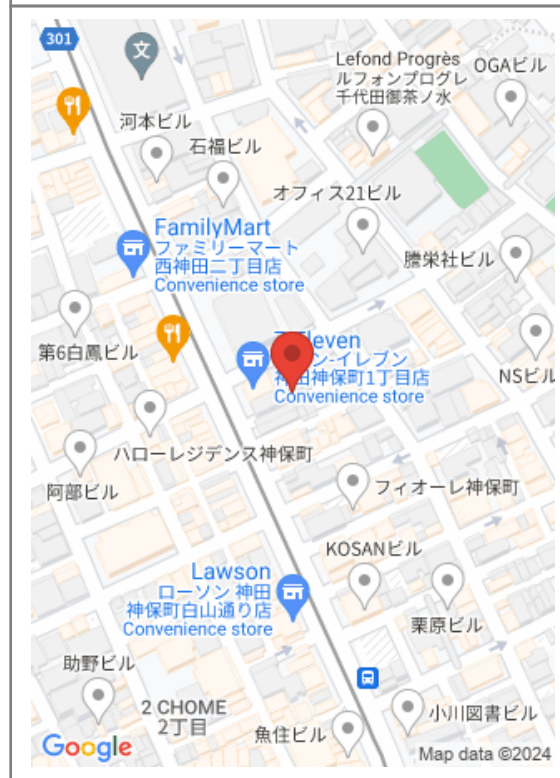 301
文
Lefond Progrès
ルフォンプログレ
千代田御茶ノ水
OGAビル
河本ビル
石福ビル
オフィス21ビル
FamilyMart
ファミリーマート
西神田二丁目店
Convenience store
謄栄社ビル
第6白鳳ビル
Eleven
ン-イレブン
神田神保町1丁目店
Convenience store
NSビル
ハローレジデンス神保町
阿部ビル
フィオーレ神保町
KOSANビル
Lawson
ローソン 神田
神保町白山通り店
Convenience store
栗原ビル
助野ビル
2 CHOME
2丁目
小川図書ビル
魚住ビル
Google
Map data ©2024